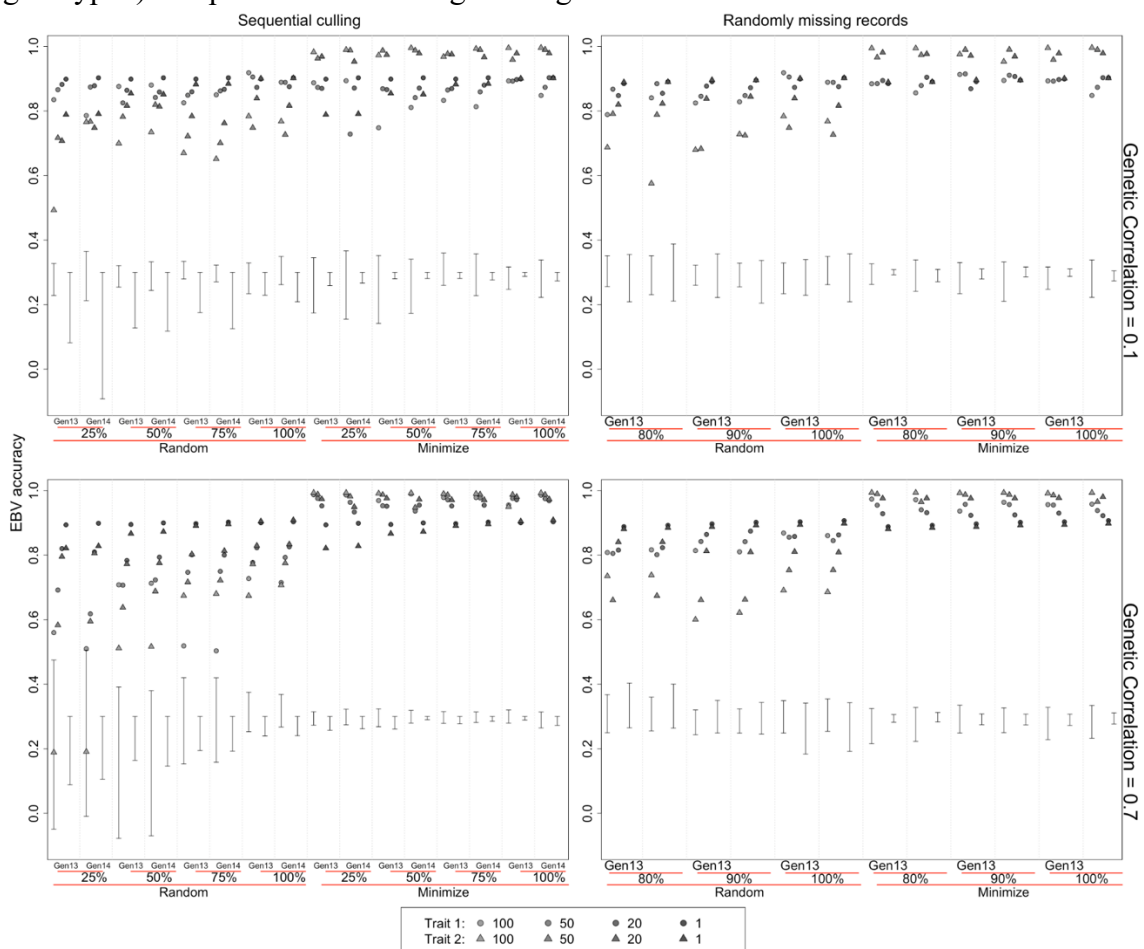 Sequential culling
Randomly missing records
1.0
0.8
0.6
0.4
0.2
0.0
Genetic Correlation = 0.1
Gen13 Gen14 Gen13 Gen14 Gen13 Gen14 Gen13 Gen14 Gen13 Gen14 Gen13 Gen14 Gen13 Gen14 Gen13 Gen14
25% 50% 75% 100% 25% 50% 75% 100%
Random Minimize
Gen13 Gen13 Gen13 Gen13 Gen13 Gen13
80% 90% 100% 80% 90% 100%
Random Minimize
EBV accuracy
1.0
0.8
0.6
0.4
0.2
0.0
Genetic Correlation = 0.7
Gen13 Gen14 Gen13 Gen14 Gen13 Gen14 Gen13 Gen14 Gen13 Gen14 Gen13 Gen14 Gen13 Gen14 Gen13 Gen14
25% 50% 75% 100% 25% 50% 75% 100%
Random Minimize
Gen13 Gen13 Gen13 Gen13 Gen13 Gen13
80% 90% 100% 80% 90% 100%
Random Minimize
Trait 1: 100 50 20 1
Trait 2: 100 50 20 1